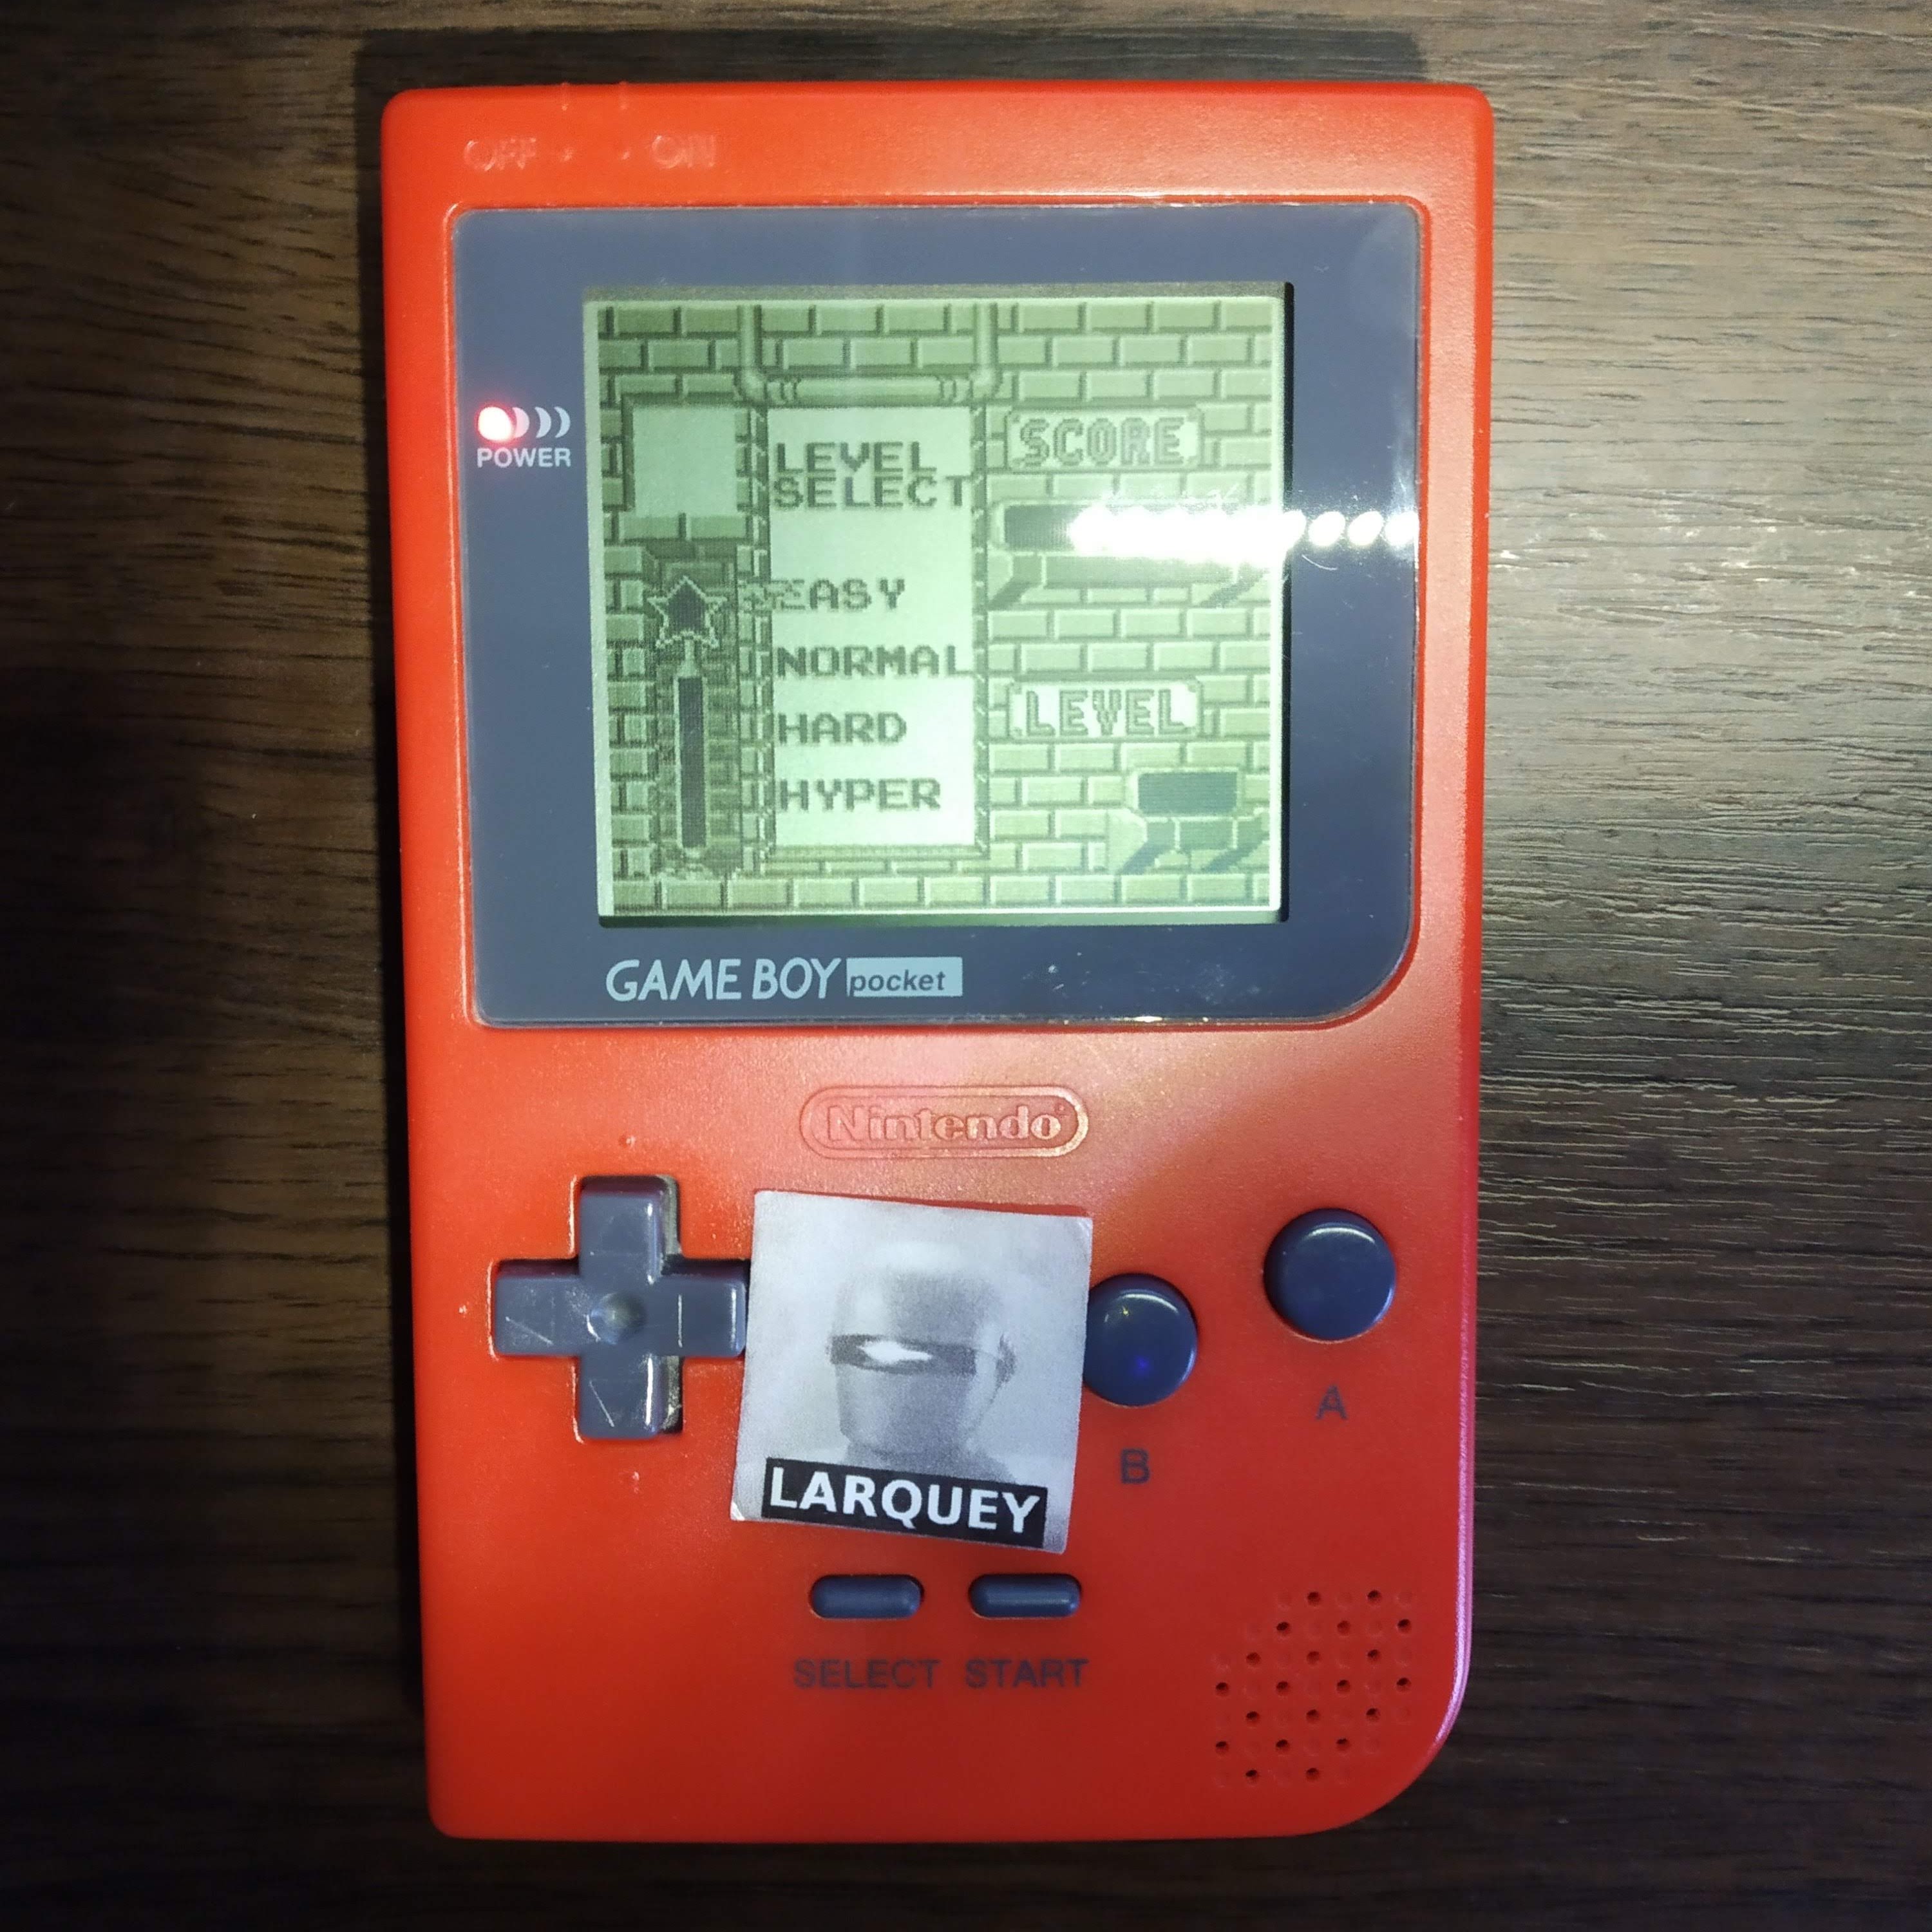 OFF ON
POWER
LEVEL
SELECT
SCORE
EASY
NORMAL
LEVEL
HARD
HYPER
GAME BOY pocket
Nintendo®
A
B
LARQUEY
SELECT START